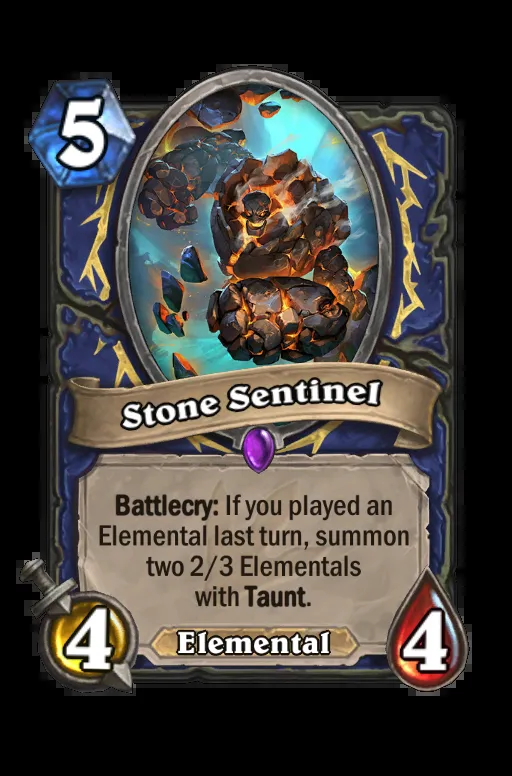 5
Stone Sentinel
Battlecry: If you played an
Elemental last turn, summon
two 2/3 Elementals
with Taunt.
4
Elemental
4